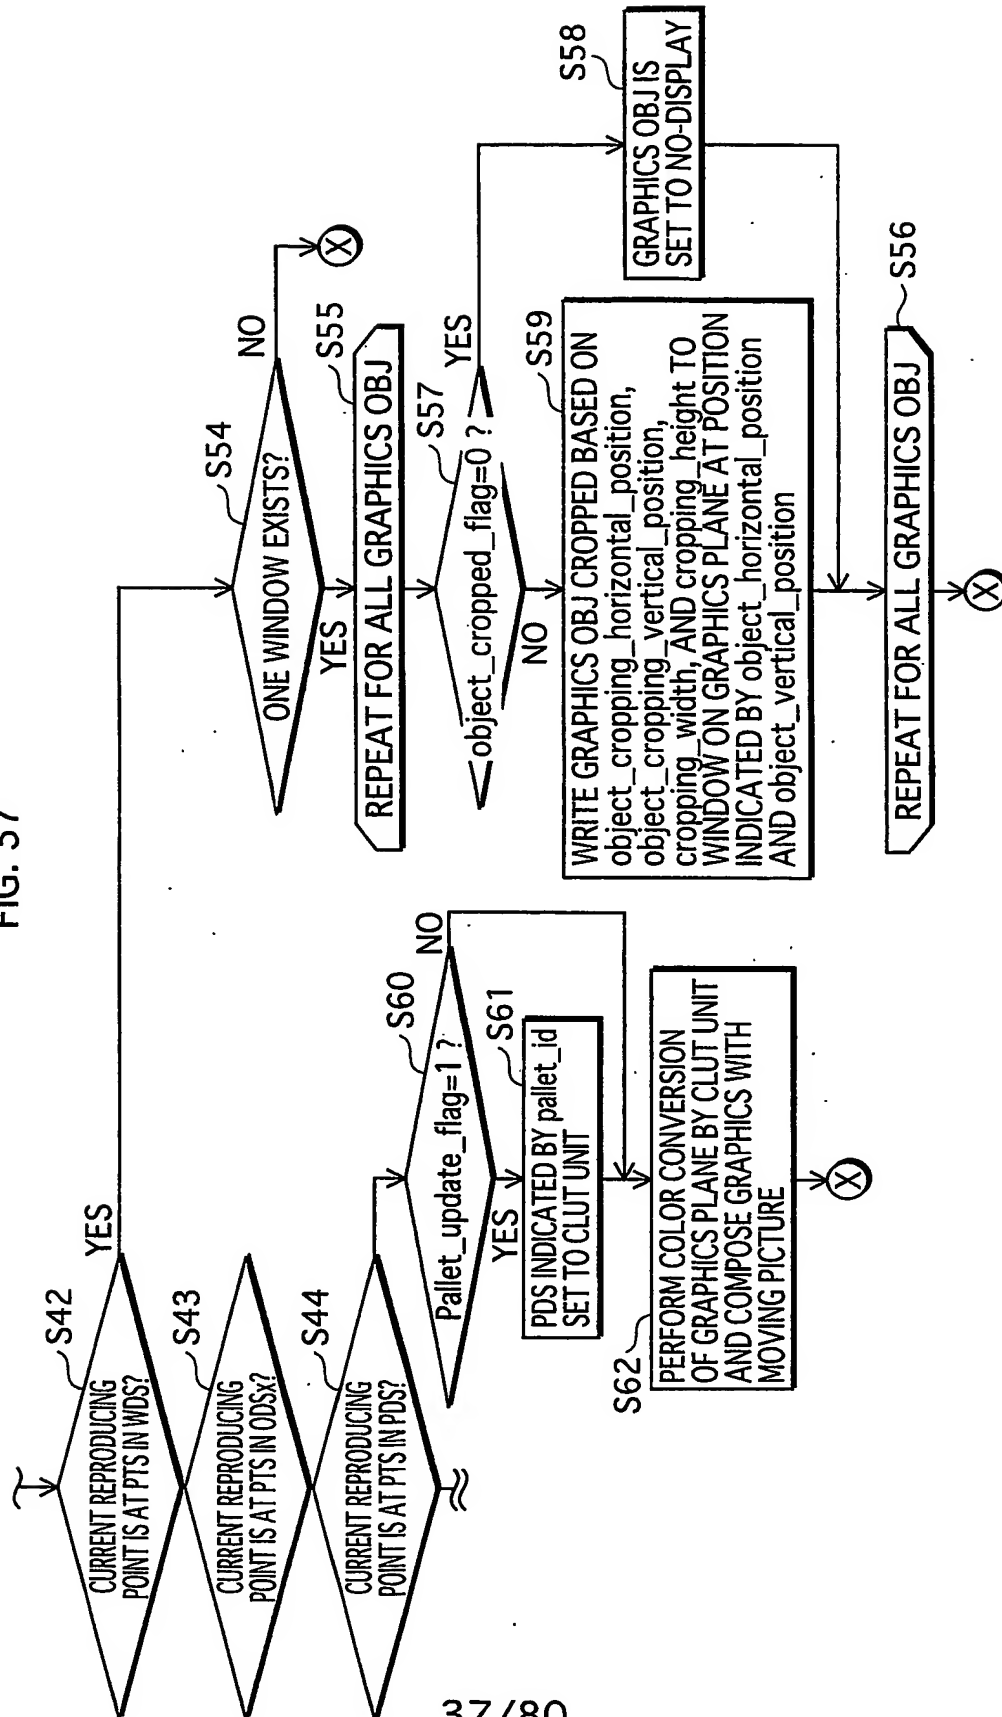 FIG. 37
S42
CURRENT REPRODUCING
POINT IS AT PTS IN WDS?
YES
S43
CURRENT REPRODUCING
POINT IS AT PTS IN ODSx?
S44
CURRENT REPRODUCING
POINT IS AT PTS IN PDS?
S54
ONE WINDOW EXISTS?
NO
X
YES
S55
REPEAT FOR ALL GRAPHICS OBJ
S57
object_cropped_flag=0 ?
YES
NO
S58
GRAPHICS OBJ IS
SET TO NO-DISPLAY
S59
WRITE GRAPHICS OBJ CROPPED BASED ON
object_cropping_horizontal_position,
object_cropping_vertical_position,
cropping_width, AND cropping_height TO
WINDOW ON GRAPHICS PLANE AT POSITION
INDICATED BY object_horizontal_position
AND object_vertical_position
S56
REPEAT FOR ALL GRAPHICS OBJ
X
S60
Pallet_update_flag=1 ?
NO
YES
S61
PDS INDICATED BY pallet_id
SET TO CLUT UNIT
S62
PERFORM COLOR CONVERSION
OF GRAPHICS PLANE BY CLUT UNIT
AND COMPOSE GRAPHICS WITH
MOVING PICTURE
X
37/80